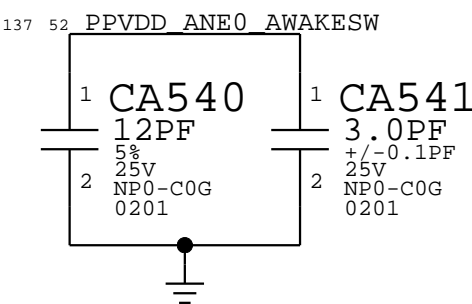 137 52 PPVDD_ANE0_AWAKESW
1 CA540
12PF
5%
25V
2 NP0-C0G
0201
1 CA541
3.0PF
+/-0.1PF
25V
2 NP0-C0G
0201